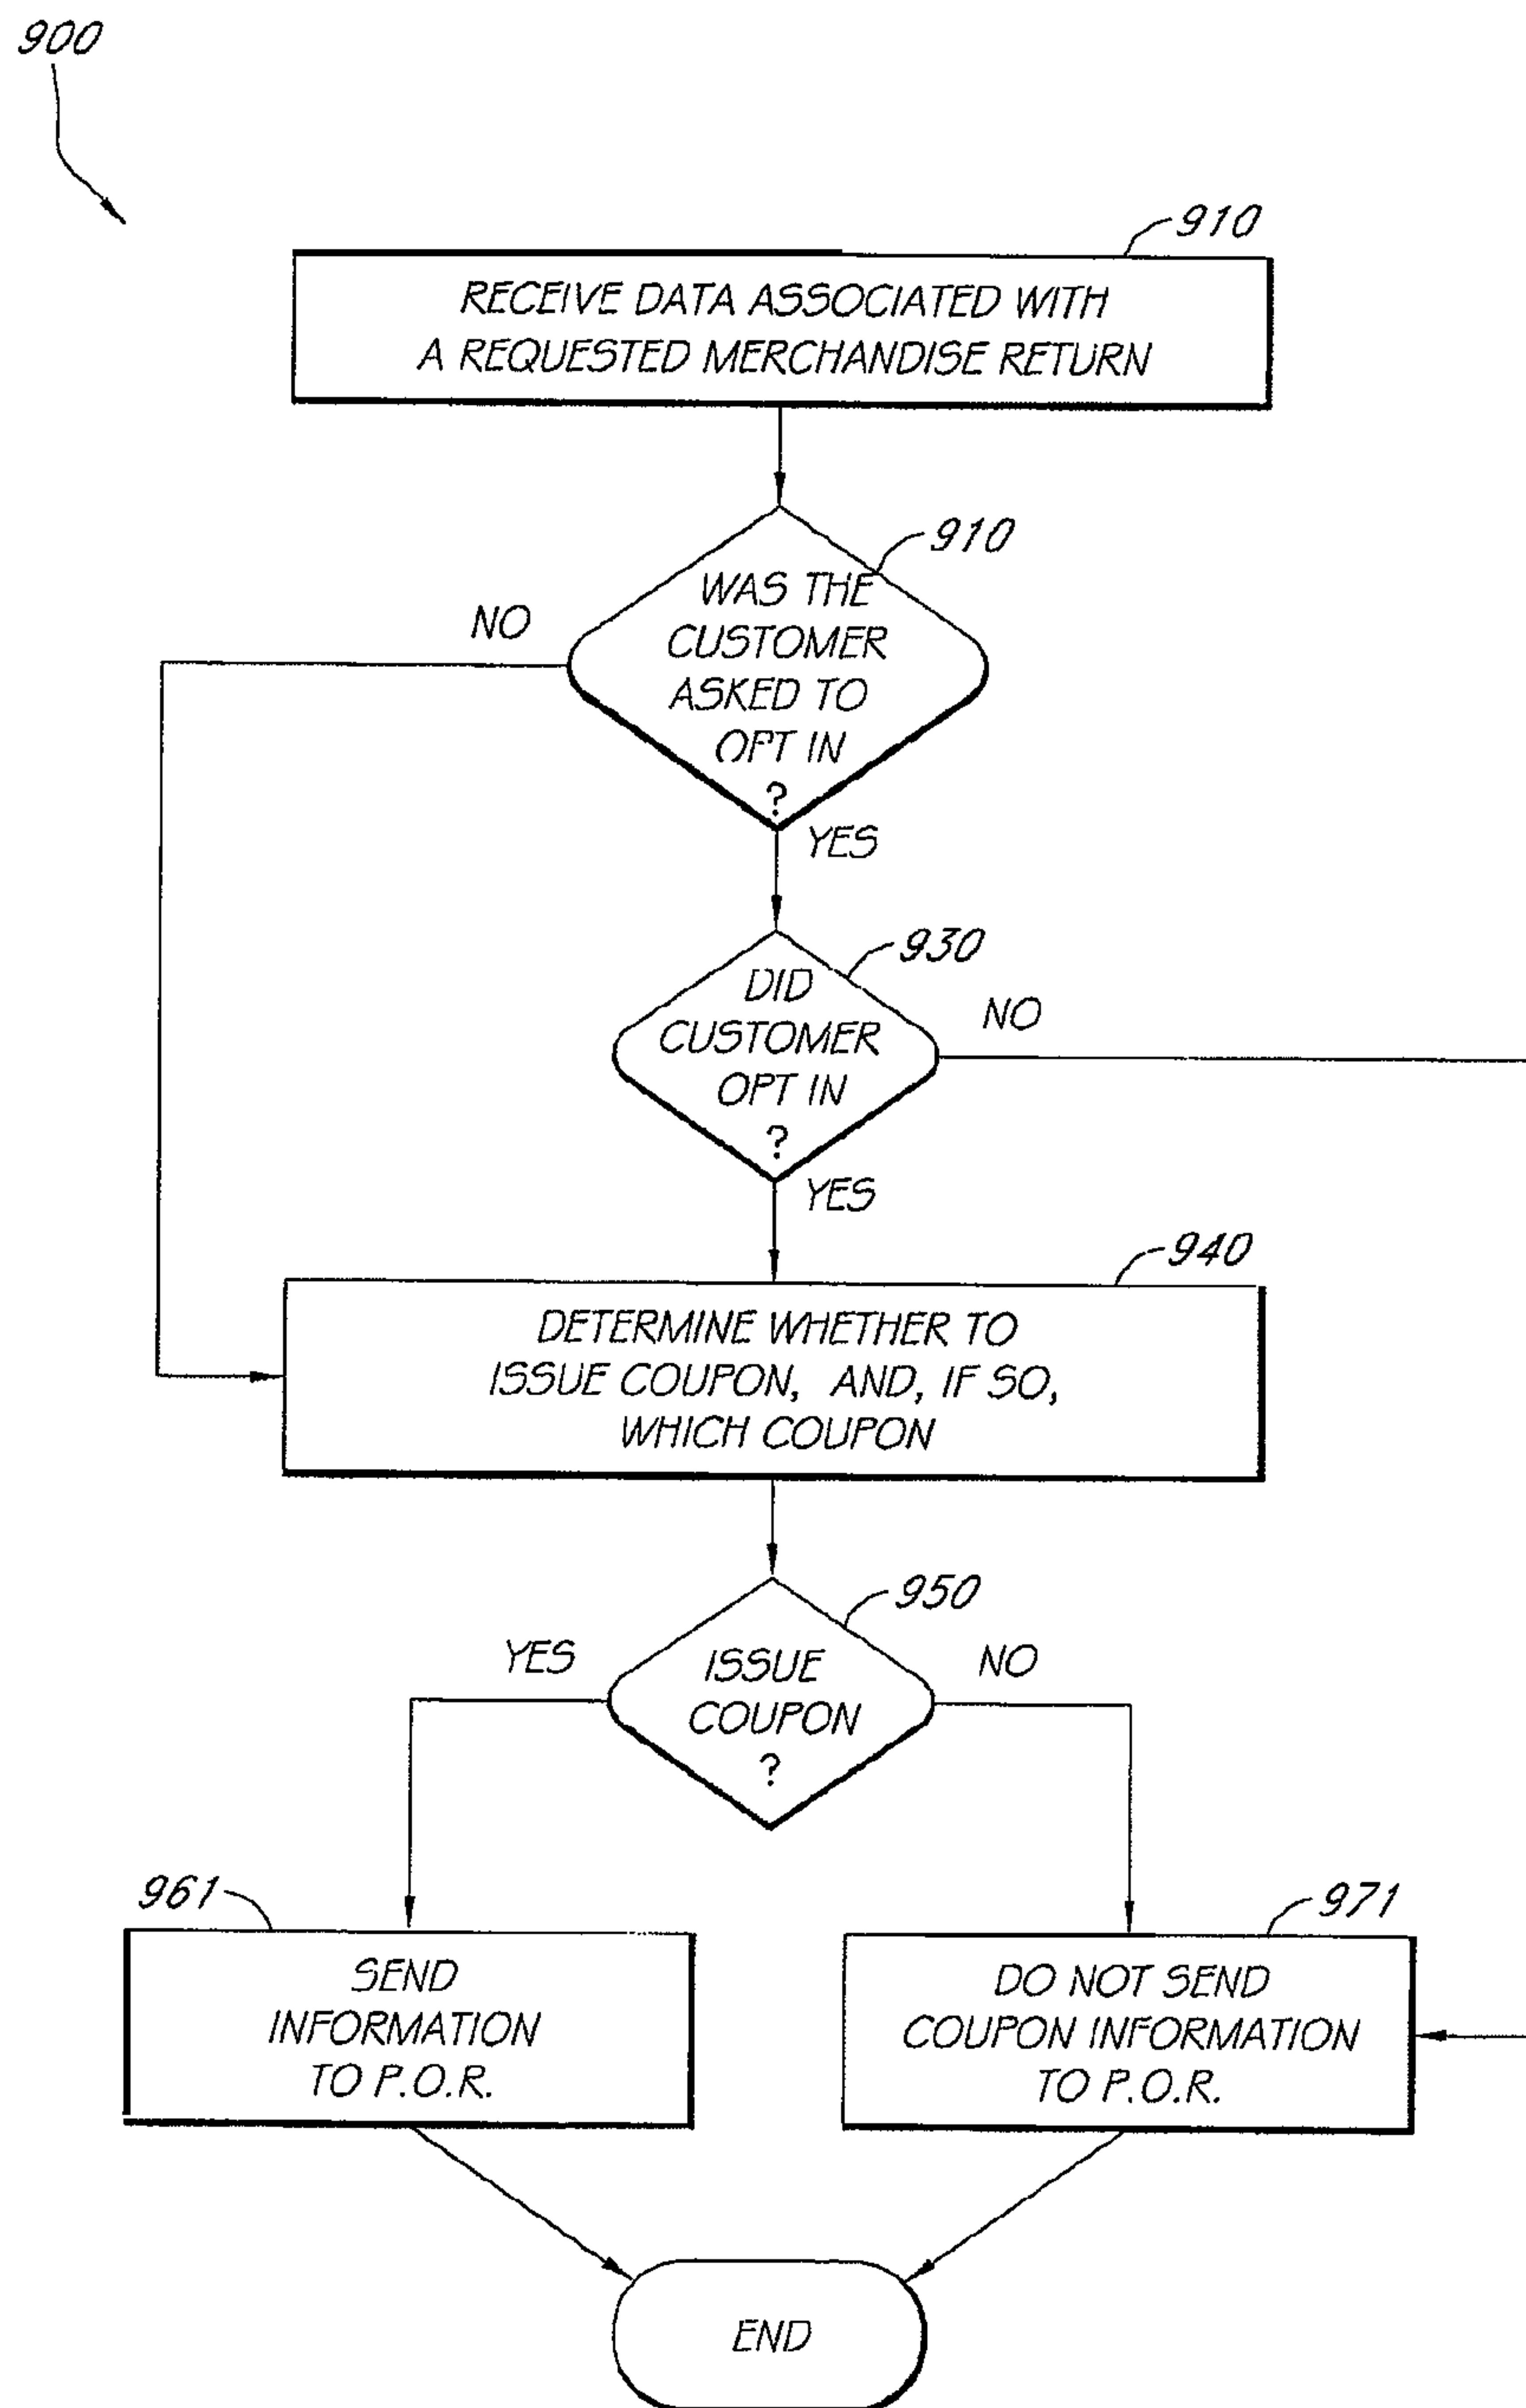 900
910
RECEIVE DATA ASSOCIATED WITH
A REQUESTED MERCHANDISE RETURN
910
WAS THE
CUSTOMER
ASKED TO
OPT IN
?
NO
YES
930
DID
CUSTOMER
OPT IN
?
NO
YES
940
DETERMINE WHETHER TO
ISSUE COUPON, AND, IF SO,
WHICH COUPON
950
ISSUE
COUPON
?
YES
NO
961
SEND
INFORMATION
TO P.O.R.
971
DO NOT SEND
COUPON INFORMATION
TO P.O.R.
END